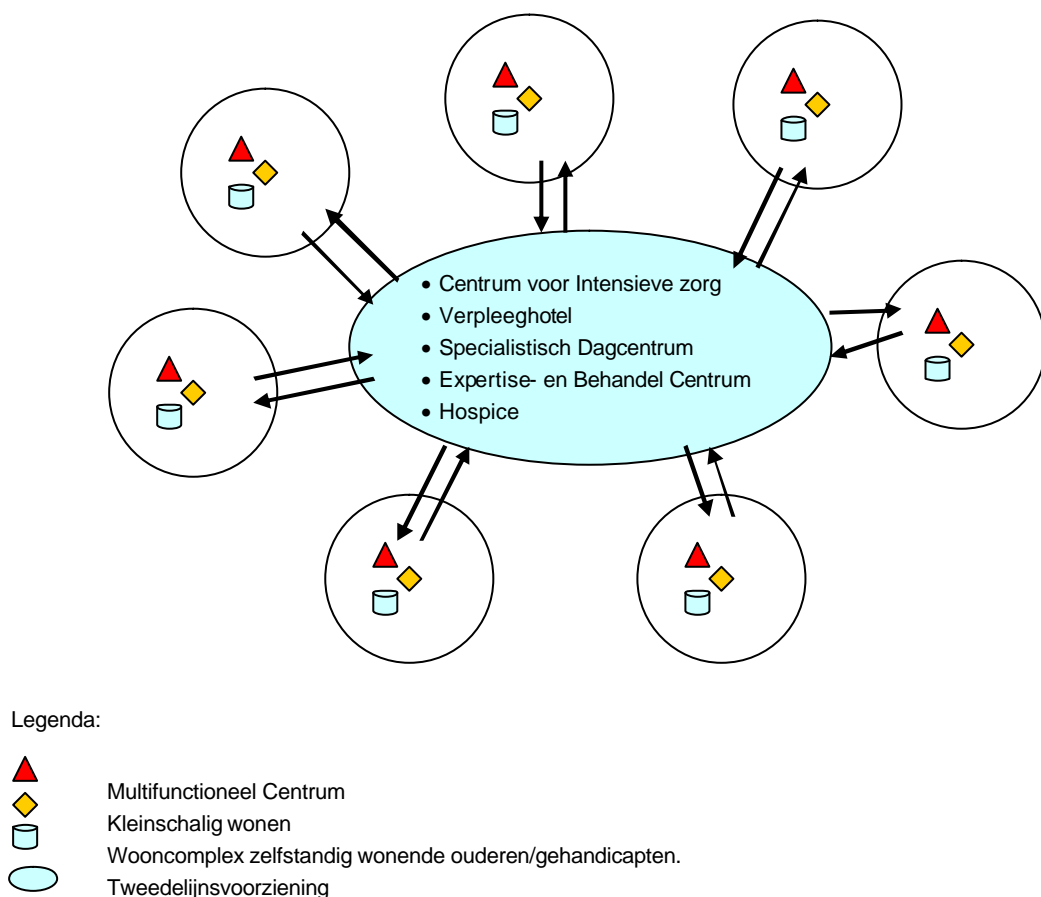 • Centrum voor Intensieve zorg
• Verpleeghotel
• Specialistisch Dagcentrum
• Expertise- en Behandel Centrum
• Hospice
Legenda:
Multifunctioneel Centrum
Kleinschalig wonen
Wooncomplex zelfstandig wonende ouderen/gehandicapten.
Tweedelijnsvoorziening